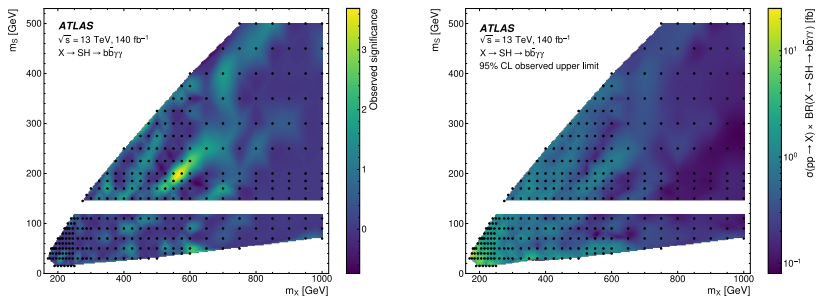 ATLAS
√s = 13 TeV, 140 fb⁻¹
X → SH → bb̄γγ
m_S [GeV]
500
400
300
200
100
0
200
400
600
800
1000
m_X [GeV]
3
2
1
0
Observed significance
ATLAS
√s = 13 TeV, 140 fb⁻¹
X → SH → bb̄γγ
95% CL observed upper limit
m_S [GeV]
500
400
300
200
100
0
200
400
600
800
1000
m_X [GeV]
10¹
10⁰
10⁻¹
σ(pp → X) × BR(X → SH → bb̄γγ) [fb]